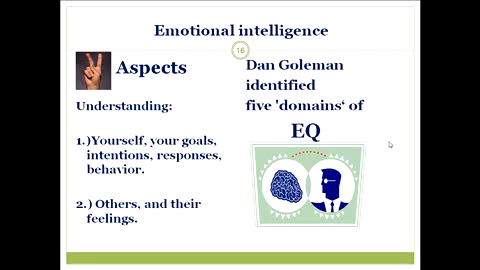 Emotional intelligence
16
Aspects
Understanding:
1.)Yourself, your goals,
intentions, responses,
behavior.
2.) Others, and their
feelings.
Dan Goleman
identified
five 'domains‘ of
EQ